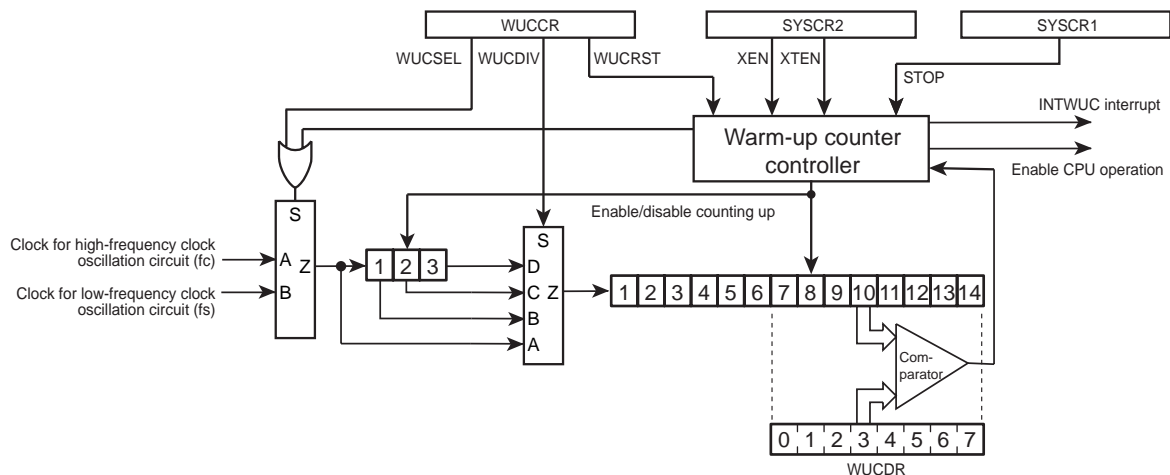 WUCCR
SYSCR2
SYSCR1
WUCSEL
WUCDIV
WUCRST
XEN
XTEN
STOP
INTWUC interrupt
Warm-up counter
controller
Enable CPU operation
S
Enable/disable counting up
S
Clock for high-frequency clock
oscillation circuit (fc)
A
Z
1 2 3
D
Clock for low-frequency clock
oscillation circuit (fs)
B
C
Z
1 2 3 4 5 6 7 8 9 10 11 12 13 14
B
A
Com-
parator
0 1 2 3 4 5 6 7
WUCDR